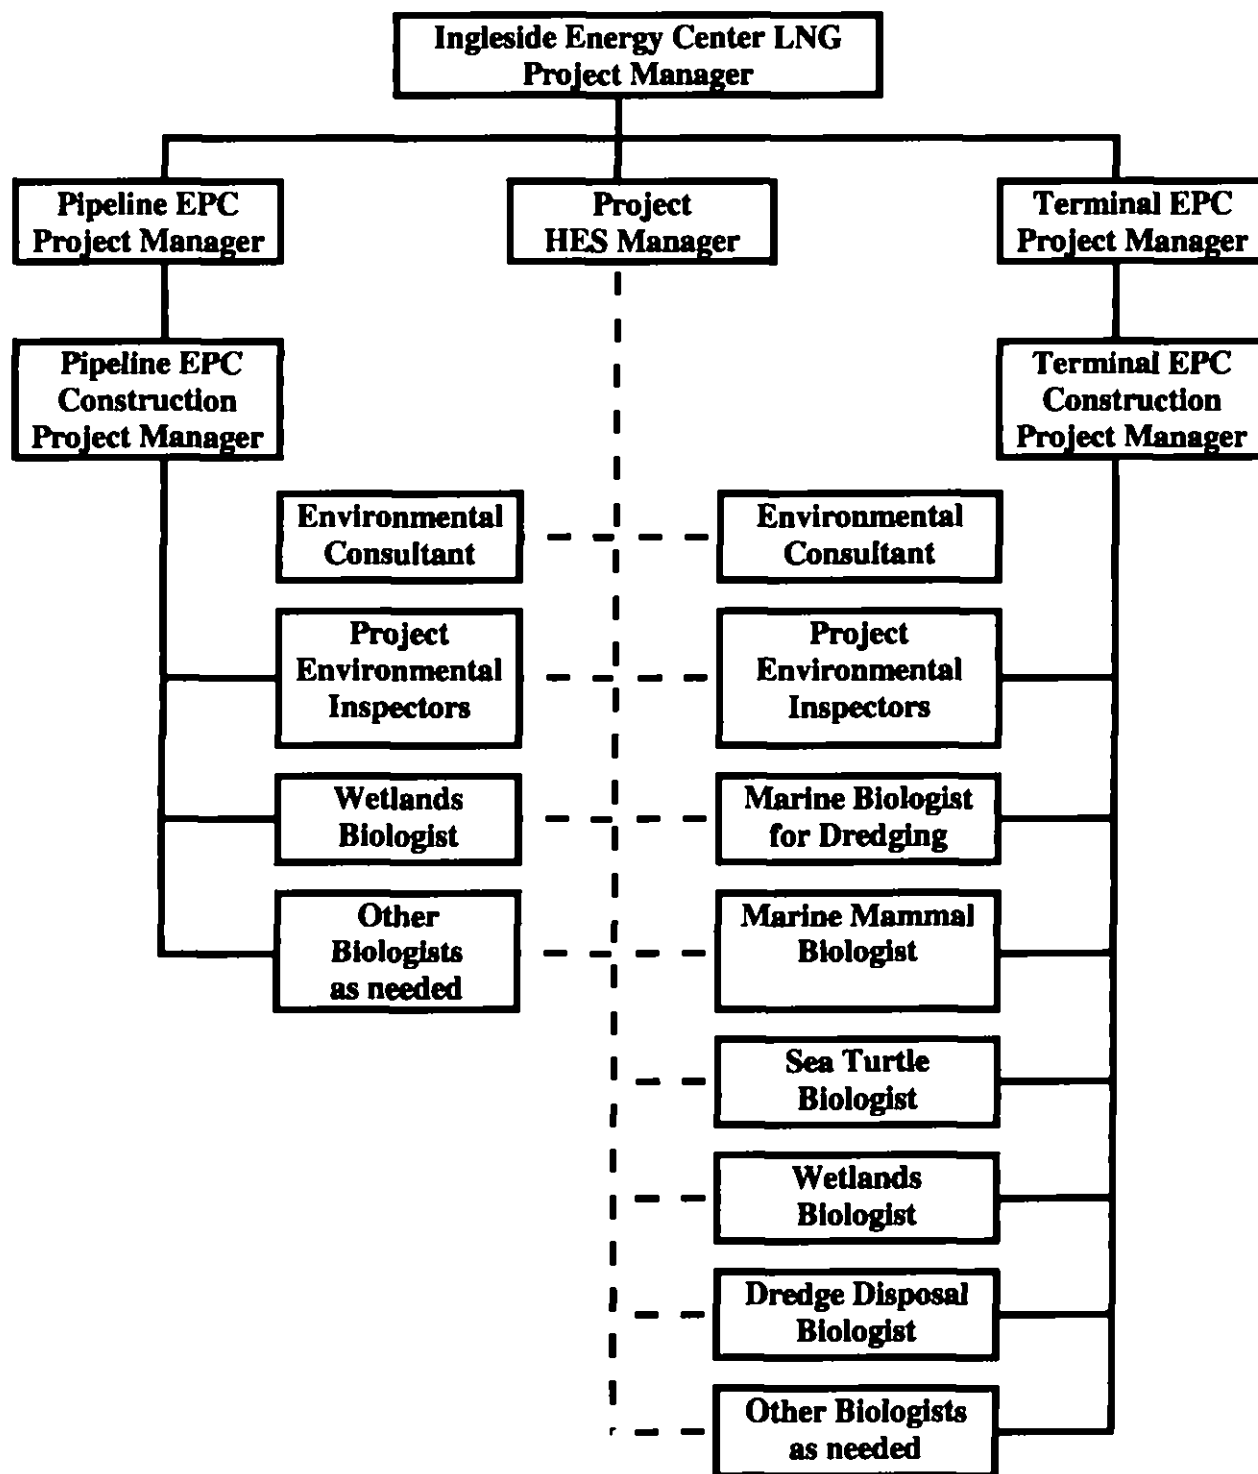 Ingleside Energy Center LNG
Project Manager
Pipeline EPC
Project Manager
Project
HES Manager
Terminal EPC
Project Manager
Pipeline EPC
Construction
Project Manager
Terminal EPC
Construction
Project Manager
Environmental
Consultant
Environmental
Consultant
Project
Environmental
Inspectors
Project
Environmental
Inspectors
Wetlands
Biologist
Marine Biologist
for Dredging
Other
Biologists
as needed
Marine Mammal
Biologist
Sea Turtle
Biologist
Wetlands
Biologist
Dredge Disposal
Biologist
Other Biologists
as needed